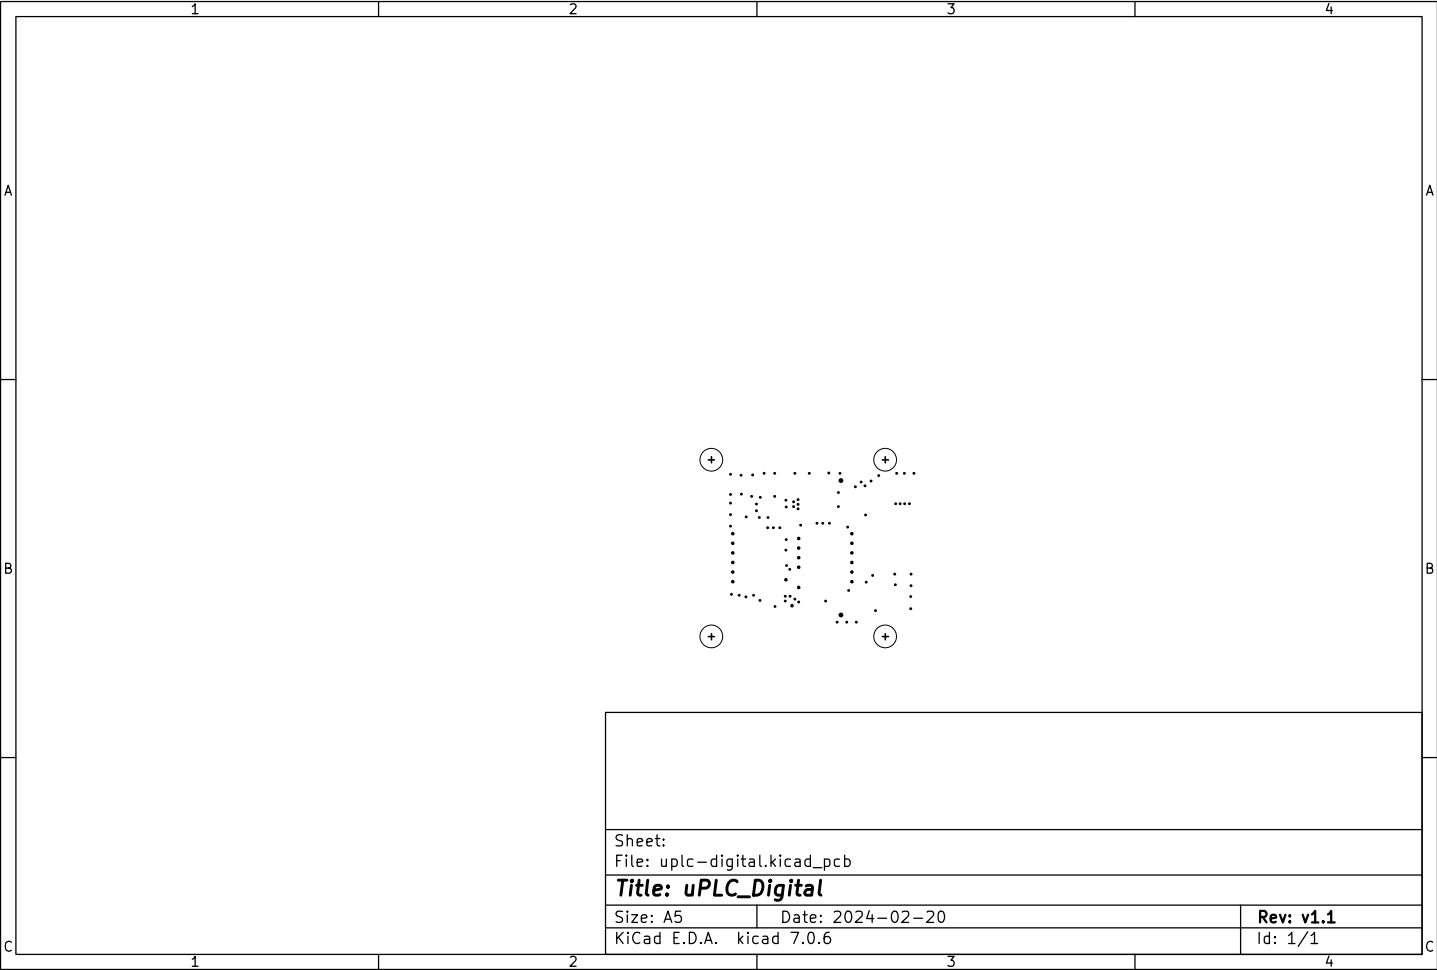 1 2 3 4
A A
B B
Sheet:
File: uplc-digital.kicad_pcb
Title: uPLC_Digital
Size: A5 Date: 2024-02-20 Rev: v1.1
KiCad E.D.A. kicad 7.0.6 Id: 1/1
C C
1 2 3 4